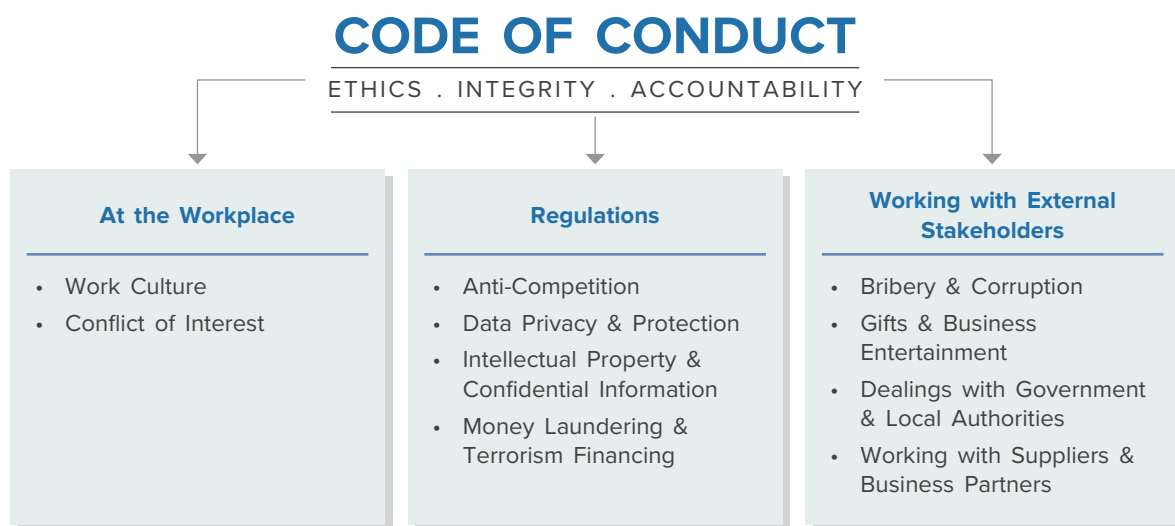 CODE OF CONDUCT
ETHICS . INTEGRITY . ACCOUNTABILITY
At the Workplace
• Work Culture
• Conflict of Interest
Regulations
• Anti-Competition
• Data Privacy & Protection
• Intellectual Property &
Confidential Information
• Money Laundering &
Terrorism Financing
Working with External
Stakeholders
• Bribery & Corruption
• Gifts & Business
Entertainment
• Dealings with Government
& Local Authorities
• Working with Suppliers &
Business Partners